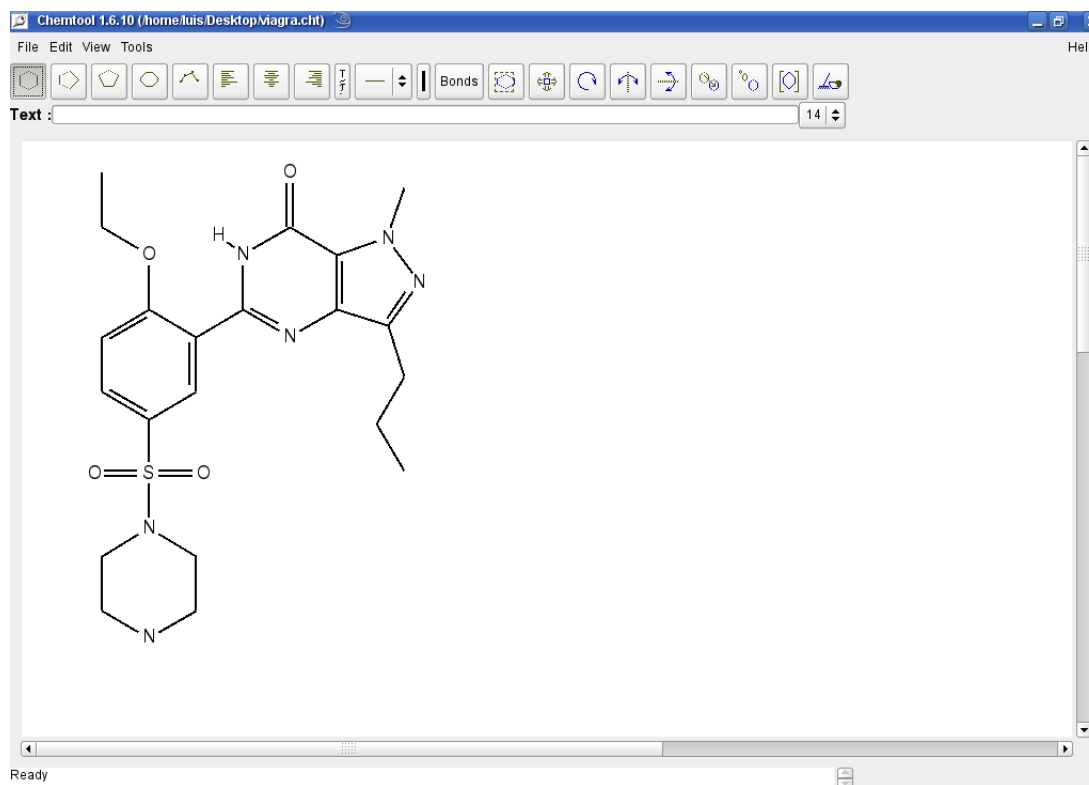 Chemtool 1.6.10 (/home/luis/Desktop/viagra.cht)
File Edit View Tools Hel
Bonds
Text : 14
O
H
N
N
O
N
N
N
O S O
N
N
Ready